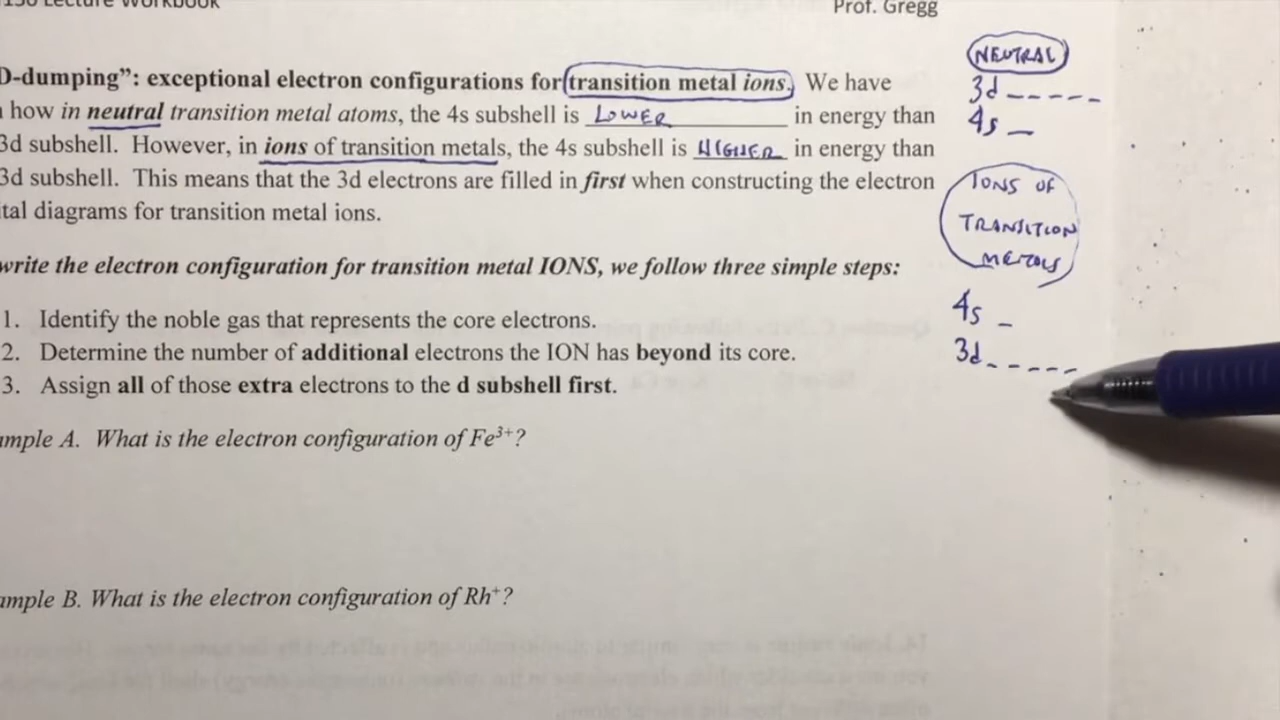 Lecture Workbook
Prof. Gregg
D-dumping": exceptional electron configurations for transition metal ions. We have
how in neutral transition metal atoms, the 4s subshell is LOWER in energy than
3d subshell. However, in ions of transition metals, the 4s subshell is HIGHER in energy than
3d subshell. This means that the 3d electrons are filled in first when constructing the electron
ital diagrams for transition metal ions.
write the electron configuration for transition metal IONS, we follow three simple steps:
1. Identify the noble gas that represents the core electrons.
2. Determine the number of additional electrons the ION has beyond its core.
3. Assign all of those extra electrons to the d subshell first.
mple A. What is the electron configuration of Fe³⁺?
ample B. What is the electron configuration of Rh⁺?
NEUTRAL
3d _ _ _ _ _
4s _
IONS OF
TRANSITION
METALS
4s _
3d _ _ _ _ _